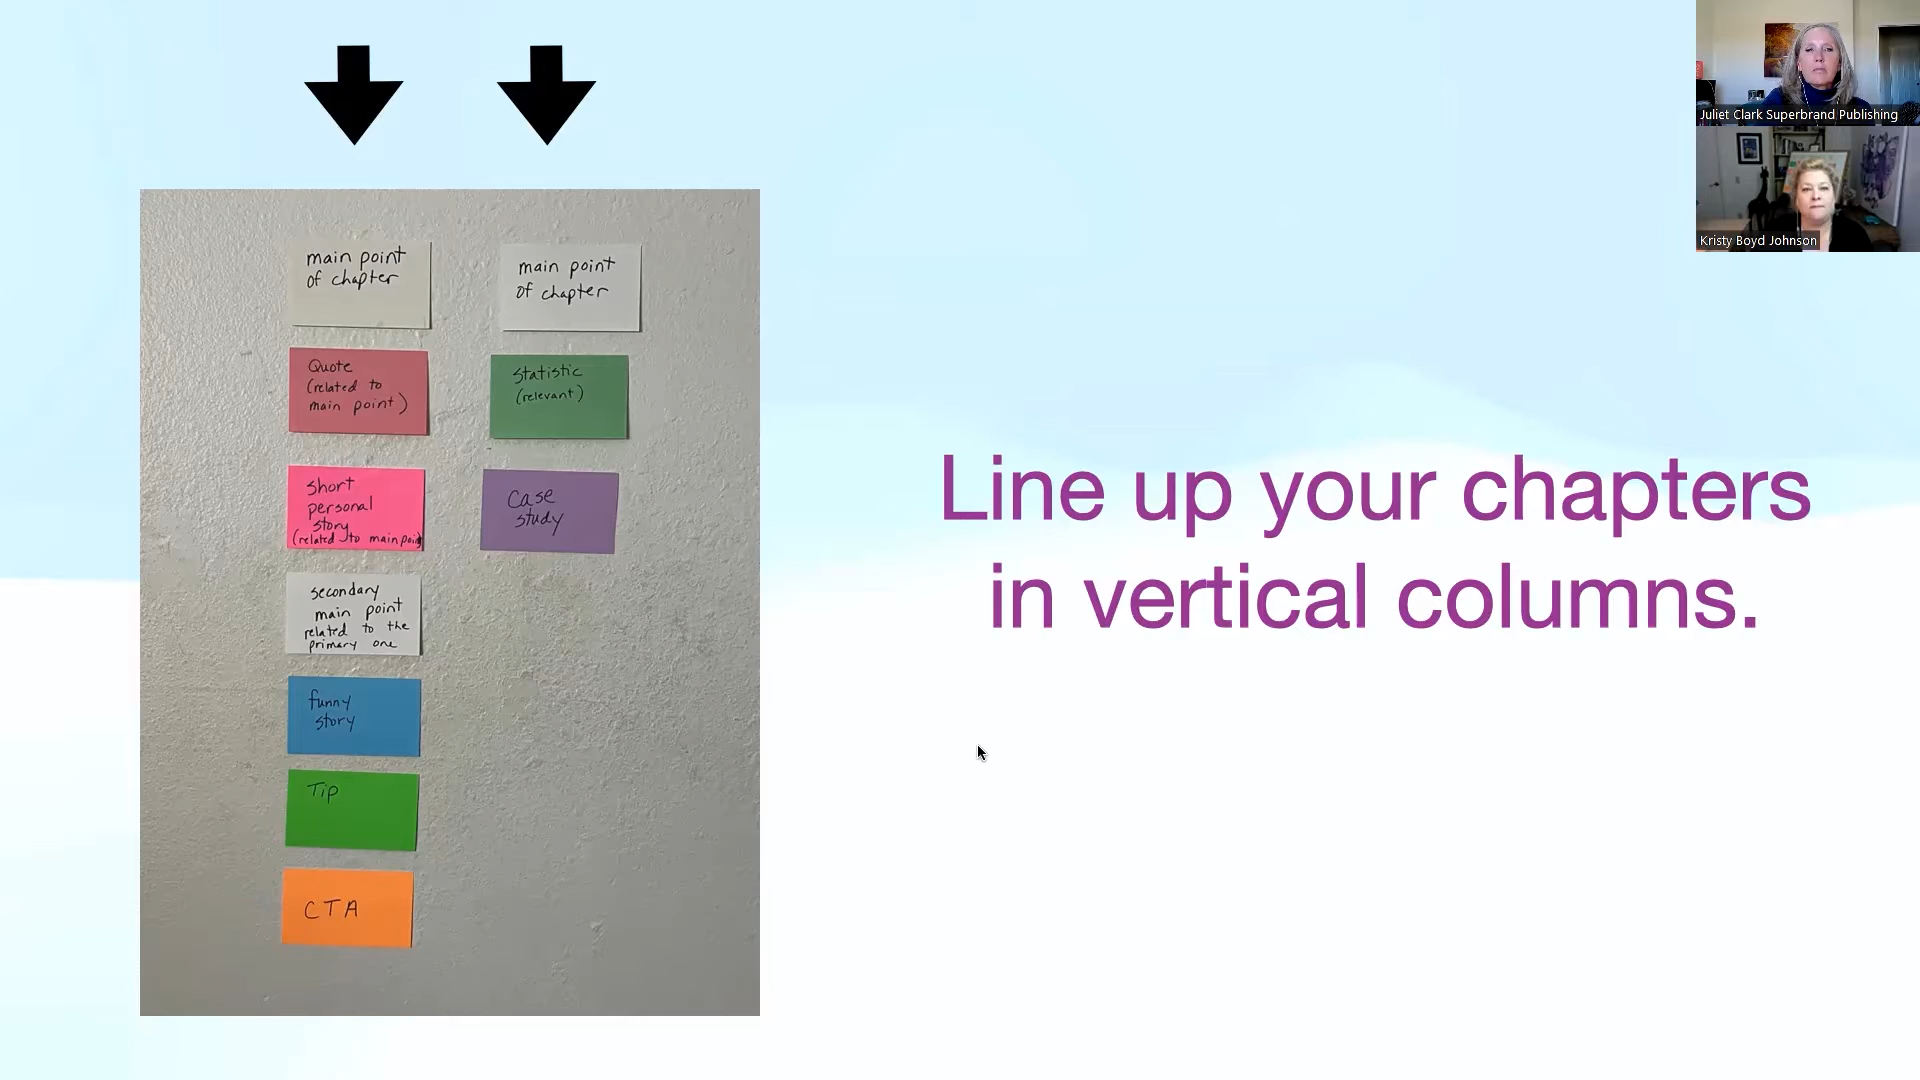 main point
of chapter
Quote
(related to
main point)
short
personal
story
(related to main point
secondary
main point
related to the
primary one
funny
story
Tip
CTA
main point
of chapter
statistic
(relevant)
Case
study
Line up your chapters
in vertical columns.
Juliet Clark Superbrand Publishing
Kristy Boyd Johnson